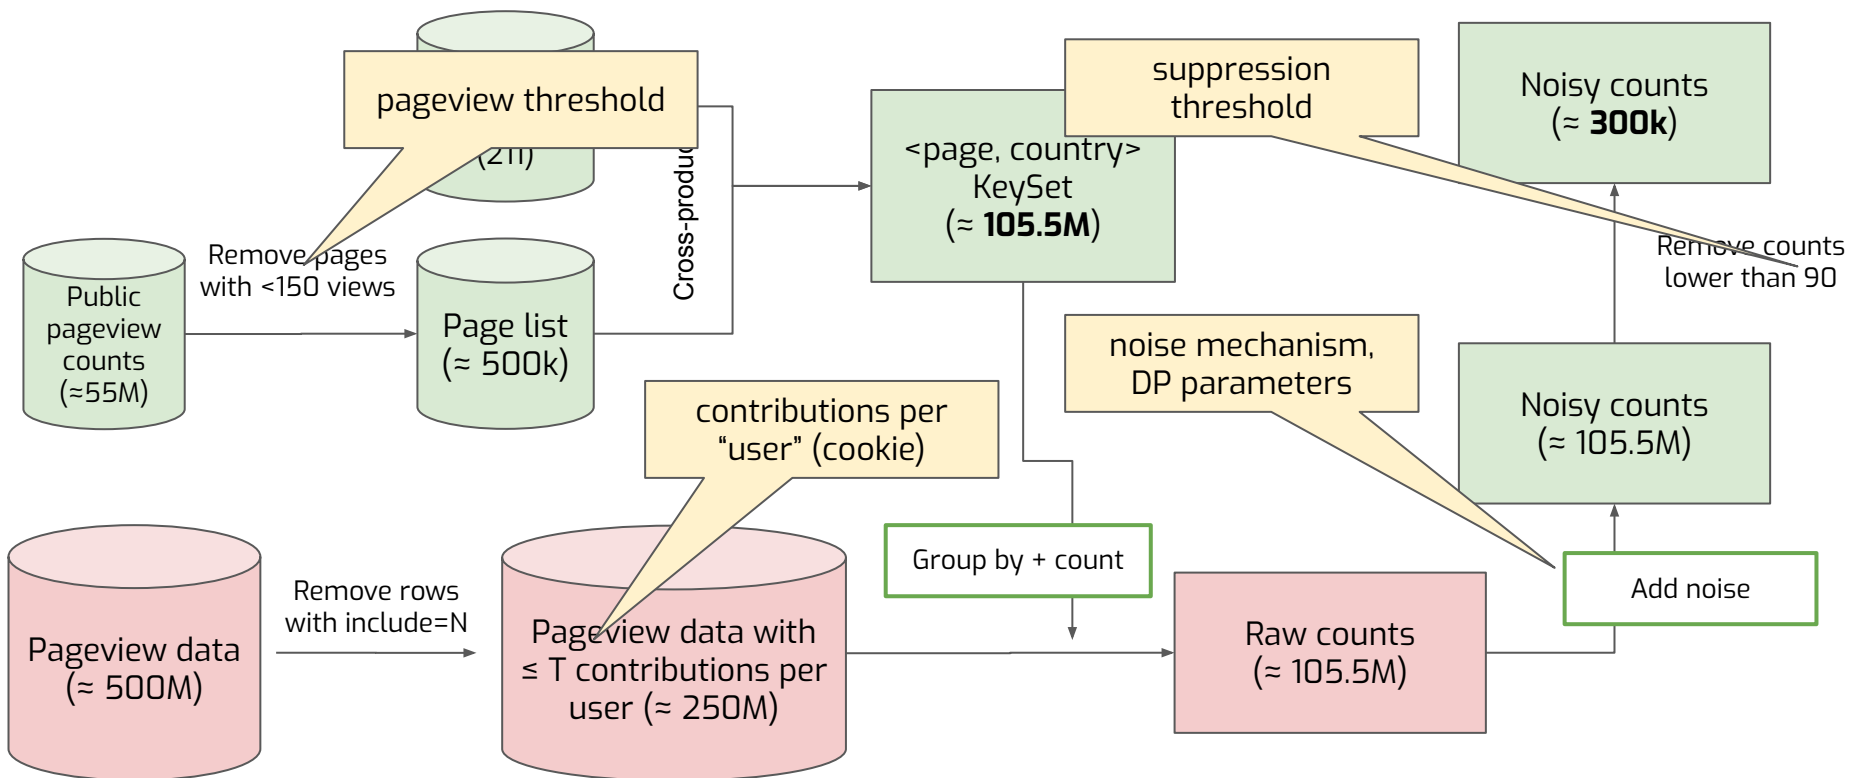 pageview threshold
(211)
Cross-produc
Remove pages
with <150 views
Public
pageview
counts
(≈55M)
Page list
(≈ 500k)
<page, country>
KeySet
(≈ 105.5M)
suppression
threshold
Noisy counts
(≈ 300k)
Remove counts
lower than 90
noise mechanism,
DP parameters
Noisy counts
(≈ 105.5M)
contributions per
“user” (cookie)
Group by + count
Add noise
Pageview data
(≈ 500M)
Remove rows
with include=N
Pageview data with
≤ T contributions per
user (≈ 250M)
Raw counts
(≈ 105.5M)